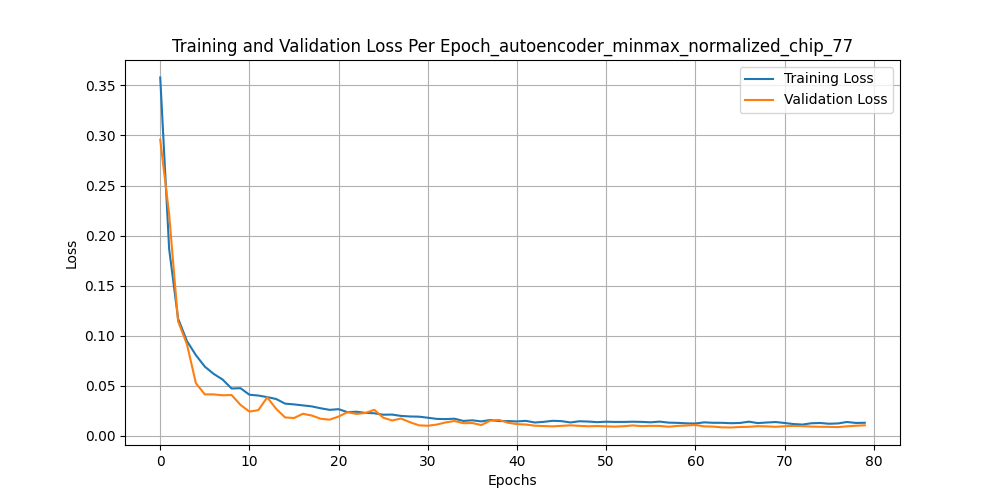 Training and Validation Loss Per Epoch_autoencoder_minmax_normalized_chip_77
Training Loss
Validation Loss
0.35
0.30
0.25
0.20
0.15
0.10
0.05
0.00
Loss
0 10 20 30 40 50 60 70 80
Epochs